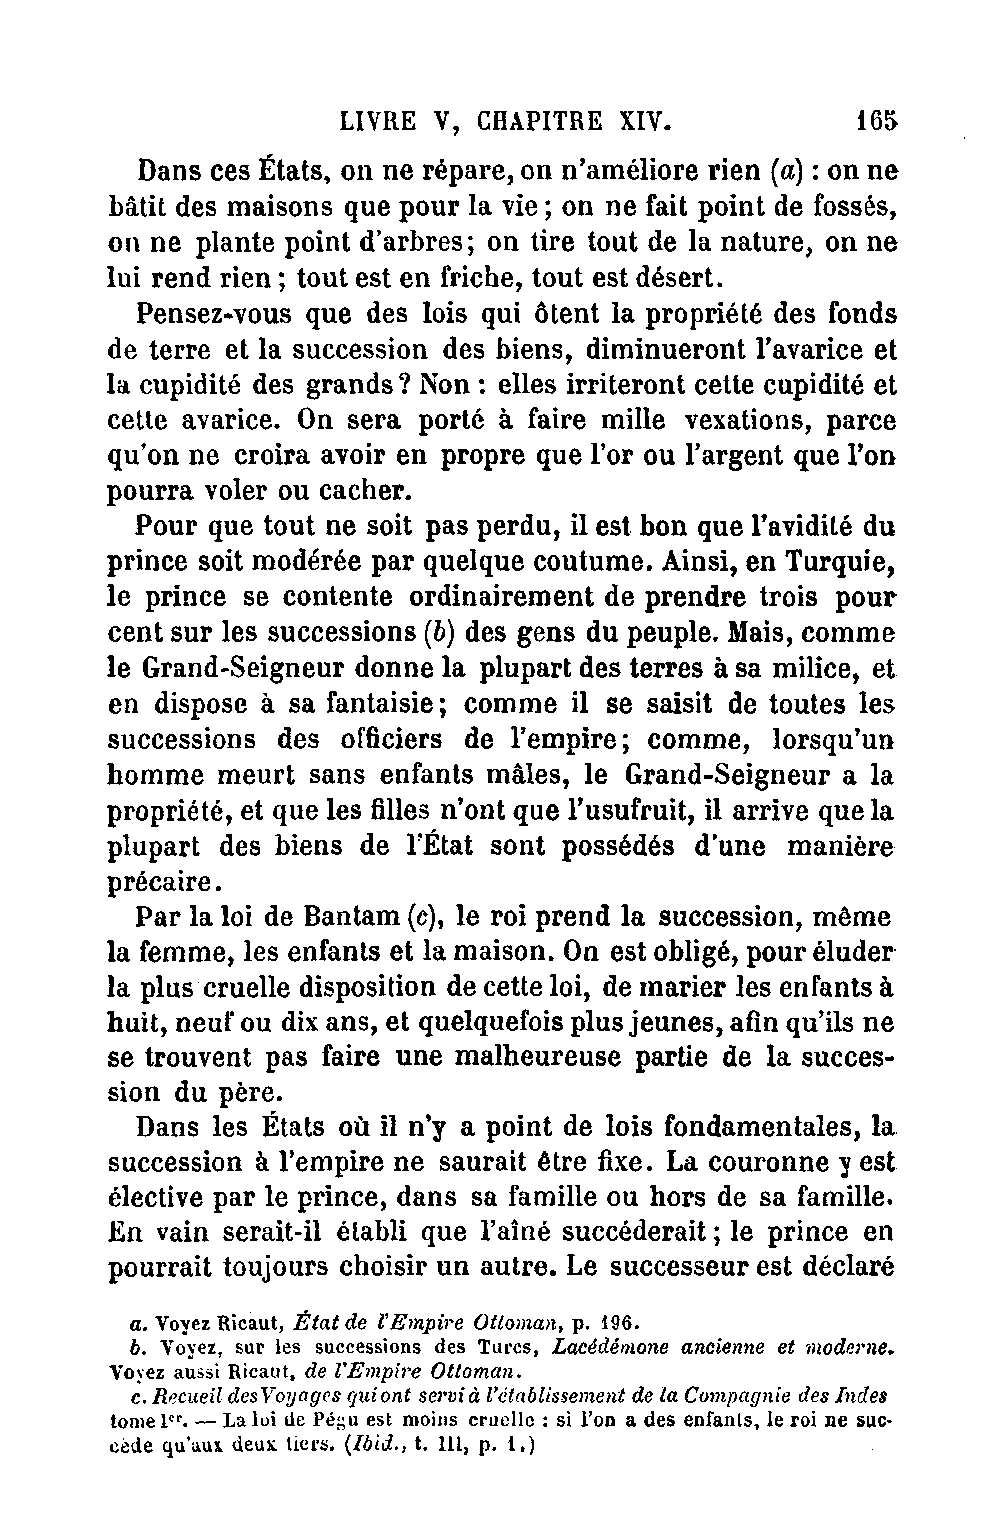 LIVRE V, CHAPITRE XIV. 165
Dans ces États, on ne répare, on n'améliore rien (a) : on ne
bâtit des maisons que pour la vie ; on ne fait point de fossés,
on ne plante point d'arbres ; on tire tout de la nature, on ne
lui rend rien ; tout est en friche, tout est désert.
Pensez-vous que des lois qui ôtent la propriété des fonds
de terre et la succession des biens, diminueront l'avarice et
la cupidité des grands ? Non : elles irriteront cette cupidité et
cette avarice. On sera porté à faire mille vexations, parce
qu'on ne croira avoir en propre que l'or ou l'argent que l'on
pourra voler ou cacher.
Pour que tout ne soit pas perdu, il est bon que l'avidité du
prince soit modérée par quelque coutume. Ainsi, en Turquie,
le prince se contente ordinairement de prendre trois pour
cent sur les successions (b) des gens du peuple. Mais, comme
le Grand-Seigneur donne la plupart des terres à sa milice, et
en dispose à sa fantaisie ; comme il se saisit de toutes les
successions des officiers de l'empire ; comme, lorsqu'un
homme meurt sans enfants mâles, le Grand-Seigneur a la
propriété, et que les filles n'ont que l'usufruit, il arrive que la
plupart des biens de l'État sont possédés d'une manière
précaire.
Par la loi de Bantam (c), le roi prend la succession, même
la femme, les enfants et la maison. On est obligé, pour éluder
la plus cruelle disposition de cette loi, de marier les enfants à
huit, neuf ou dix ans, et quelquefois plus jeunes, afin qu'ils ne
se trouvent pas faire une malheureuse partie de la succes-
sion du père.
Dans les États où il n'y a point de lois fondamentales, la
succession à l'empire ne saurait être fixe. La couronne y est
élective par le prince, dans sa famille ou hors de sa famille.
En vain serait-il établi que l'aîné succéderait ; le prince en
pourrait toujours choisir un autre. Le successeur est déclaré
a. Voyez Ricaut, État de l'Empire Ottoman, p. 196.
b. Voyez, sur les successions des Turcs, Lacédémone ancienne et moderne.
Voyez aussi Ricaut, de l'Empire Ottoman.
c. Recueil des Voyages qui ont servi à l'établissement de la Compagnie des Indes
tome Ier. — La loi de Pégu est moins cruelle : si l'on a des enfants, le roi ne suc-
cède qu'aux deux tiers. (Ibid., t. III, p. 1.)